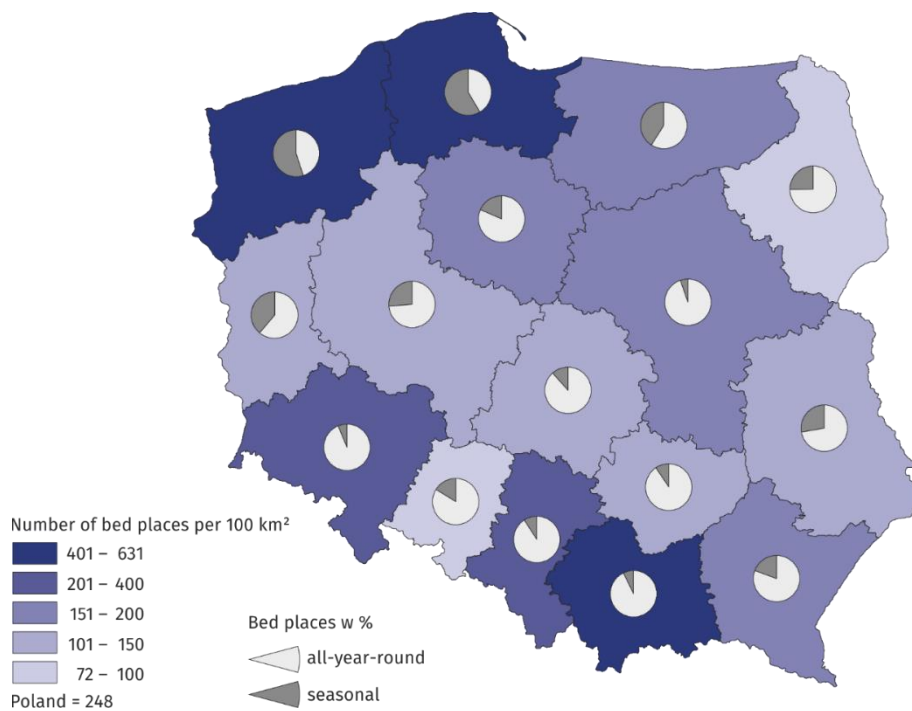 Number of bed places per 100 km²
401 – 631
201 – 400
151 – 200
101 – 150
72 – 100
Poland = 248
Bed places w %
all-year-round
seasonal